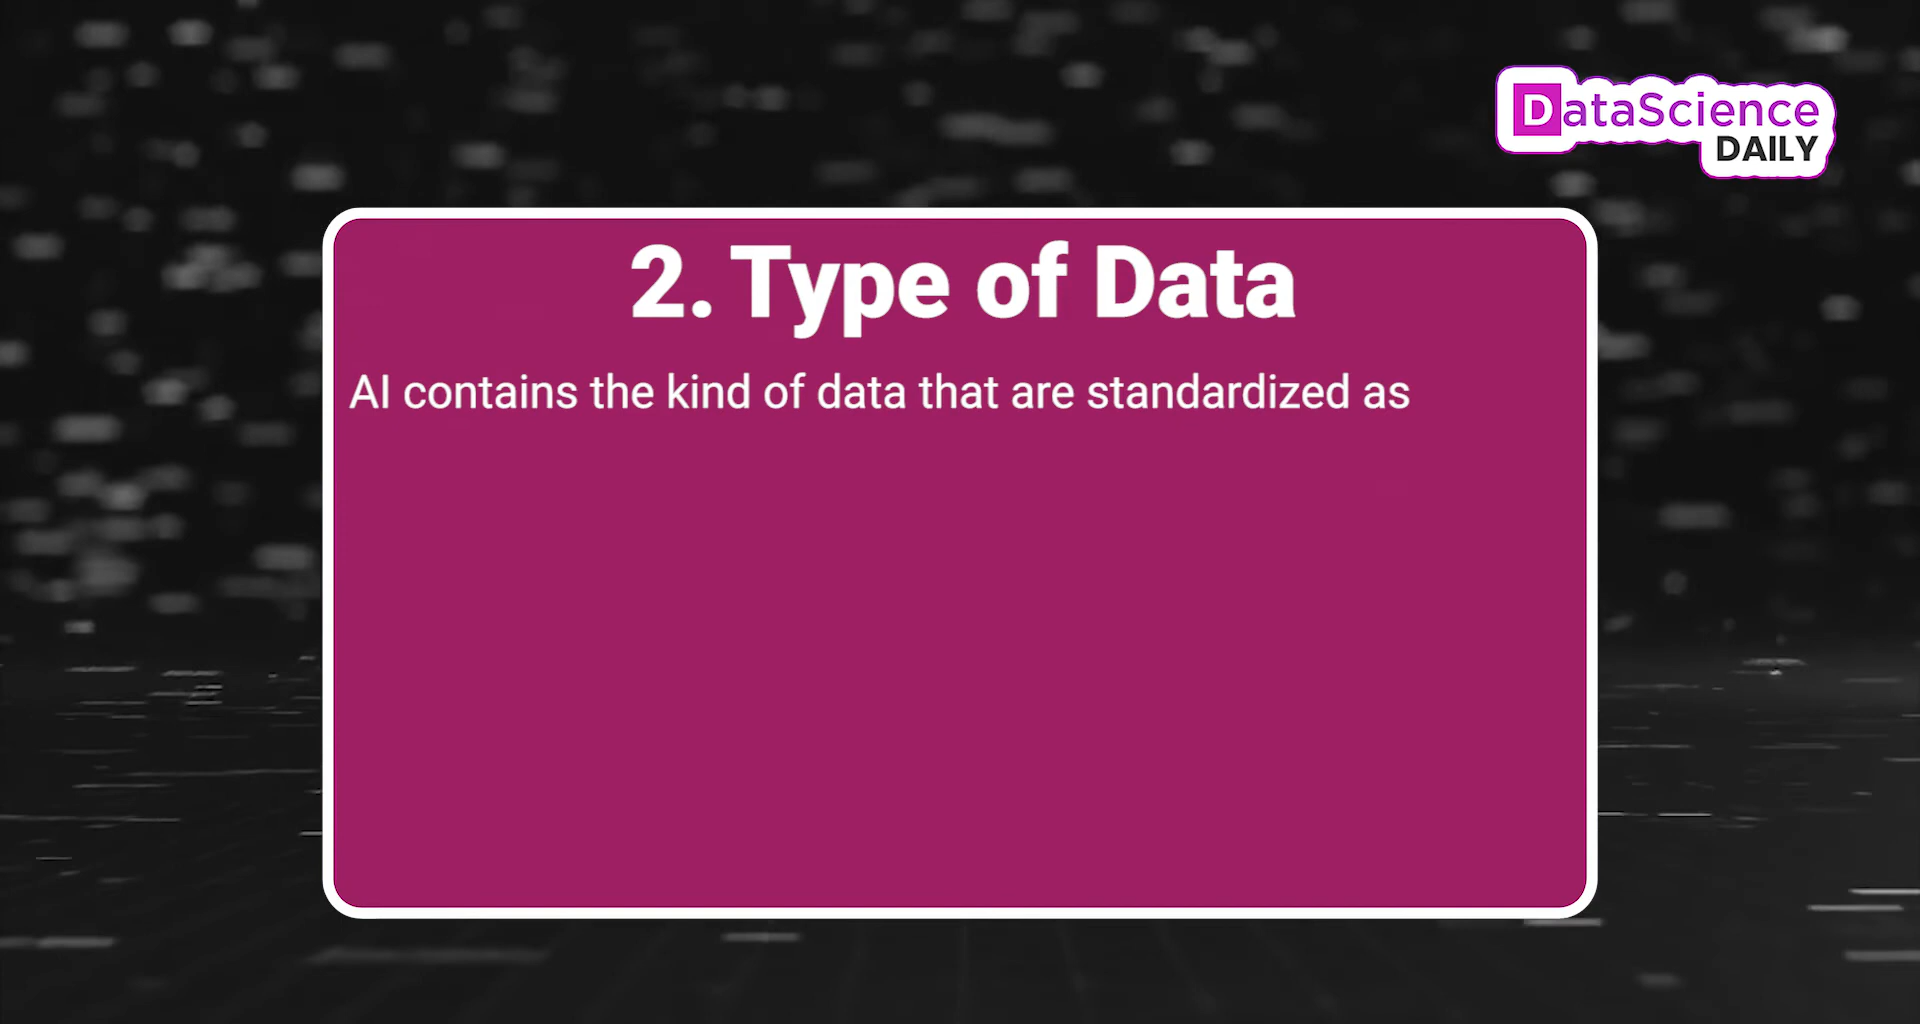 DataScience
DAILY
2. Type of Data
AI contains the kind of data that are standardized as